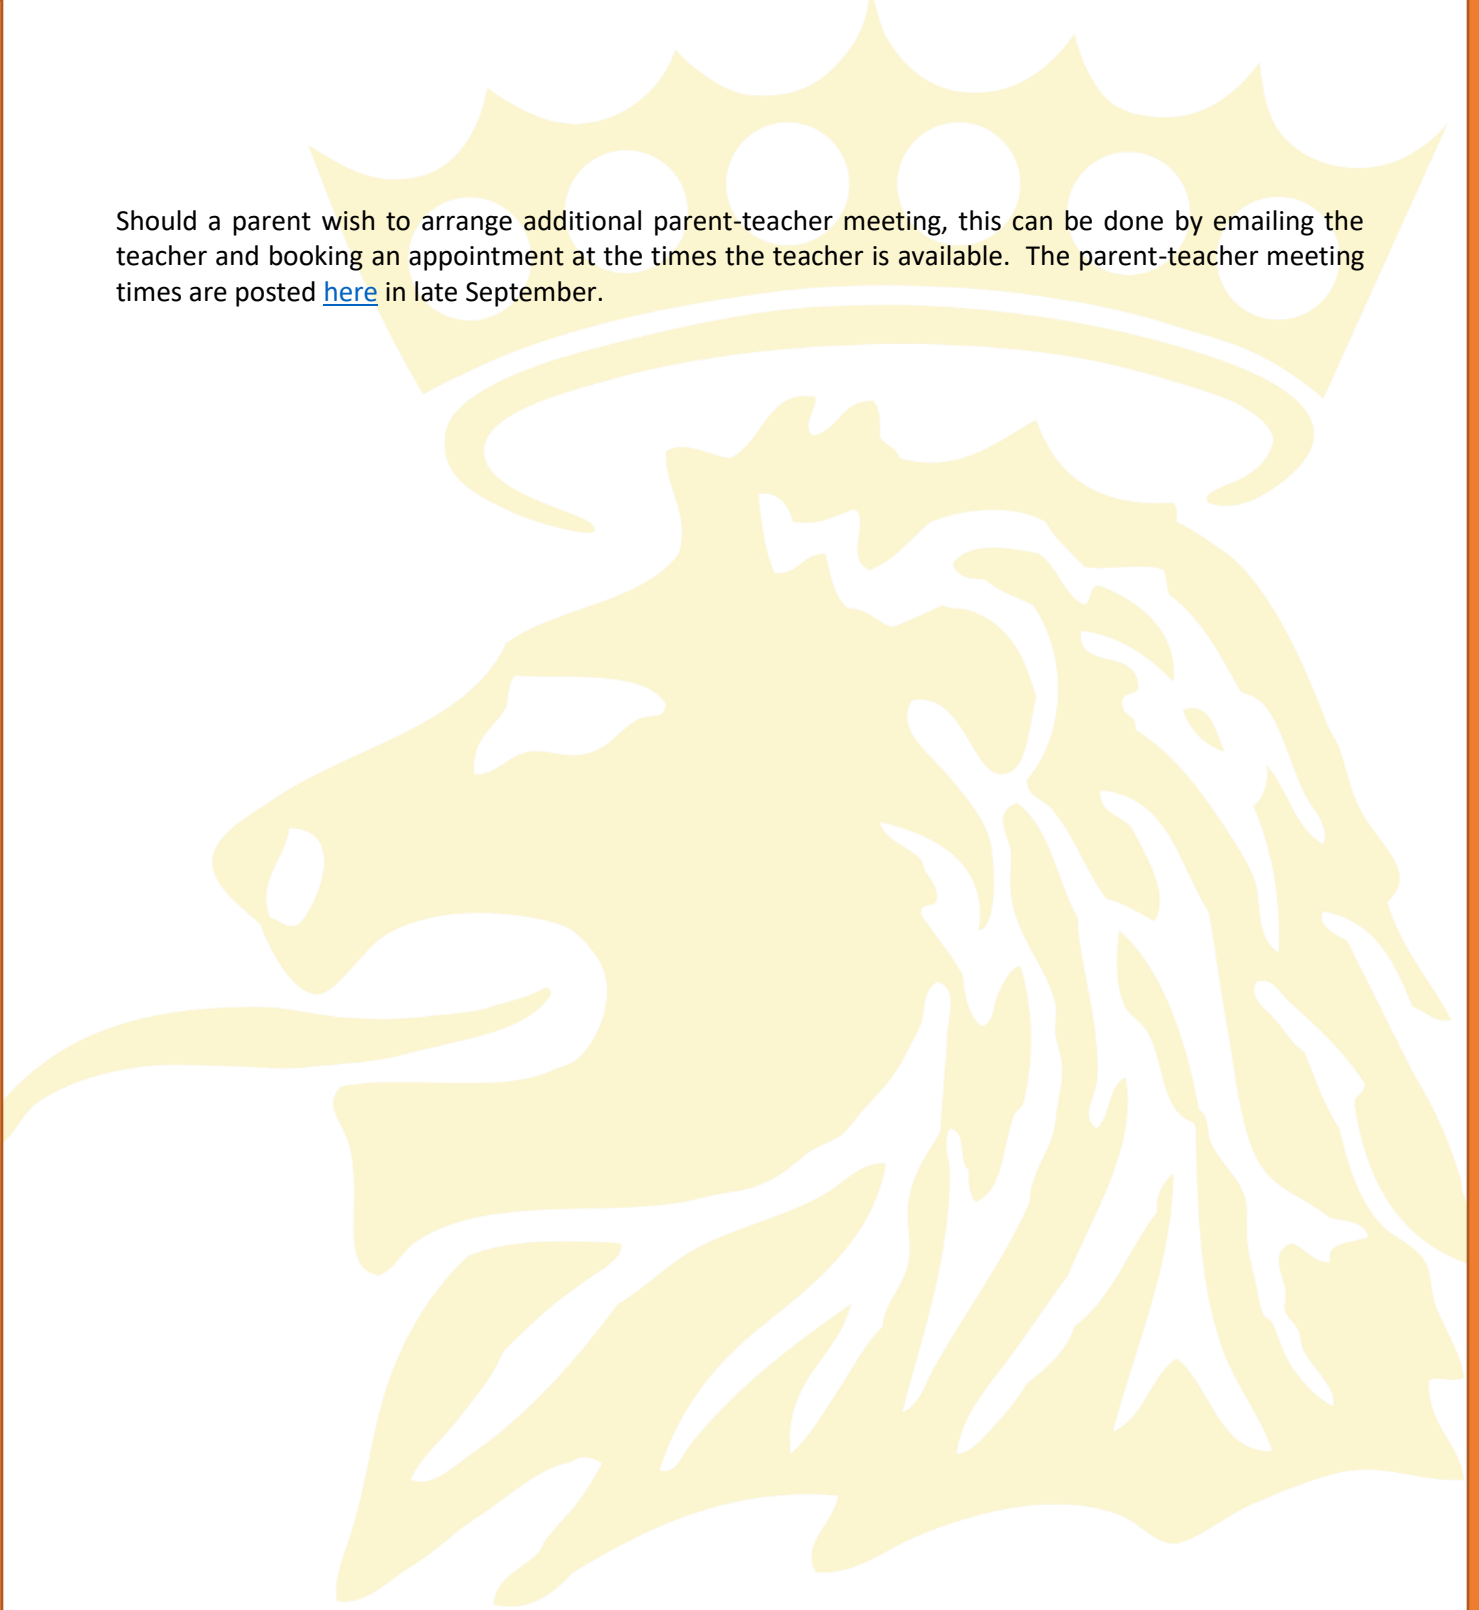 Should a parent wish to arrange additional parent-teacher meeting, this can be done by emailing the
teacher and booking an appointment at the times the teacher is available.  The parent-teacher meeting
times are posted here in late September.